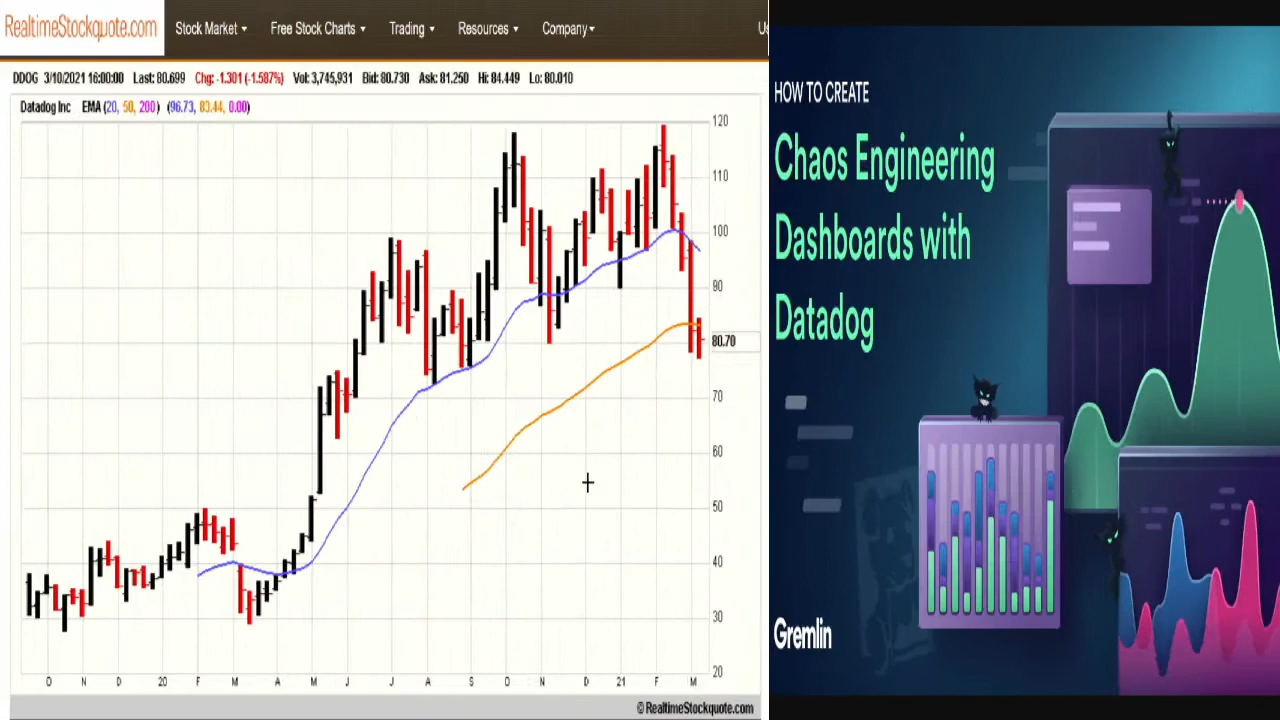 RealtimeStockquote.com
Stock Market Free Stock Charts Trading Resources Company Us
DDOG 3/10/2021 16:00:00 Last: 80.699 Chg: -1.301 (-1.587%) Vol: 3,745,931 Bid: 80.730 Ask: 81.250 Hi: 84.449 Lo: 80.010
Datadog Inc EMA (20, 50, 200) (96.73, 83.44, 0.00)
120
110
100
90
80.70
70
60
50
40
30
20
O N D 20 F M A M J J A S O N D 21 F M
© RealtimeStockquote.com
HOW TO CREATE
Chaos Engineering
Dashboards with
Datadog
Gremlin